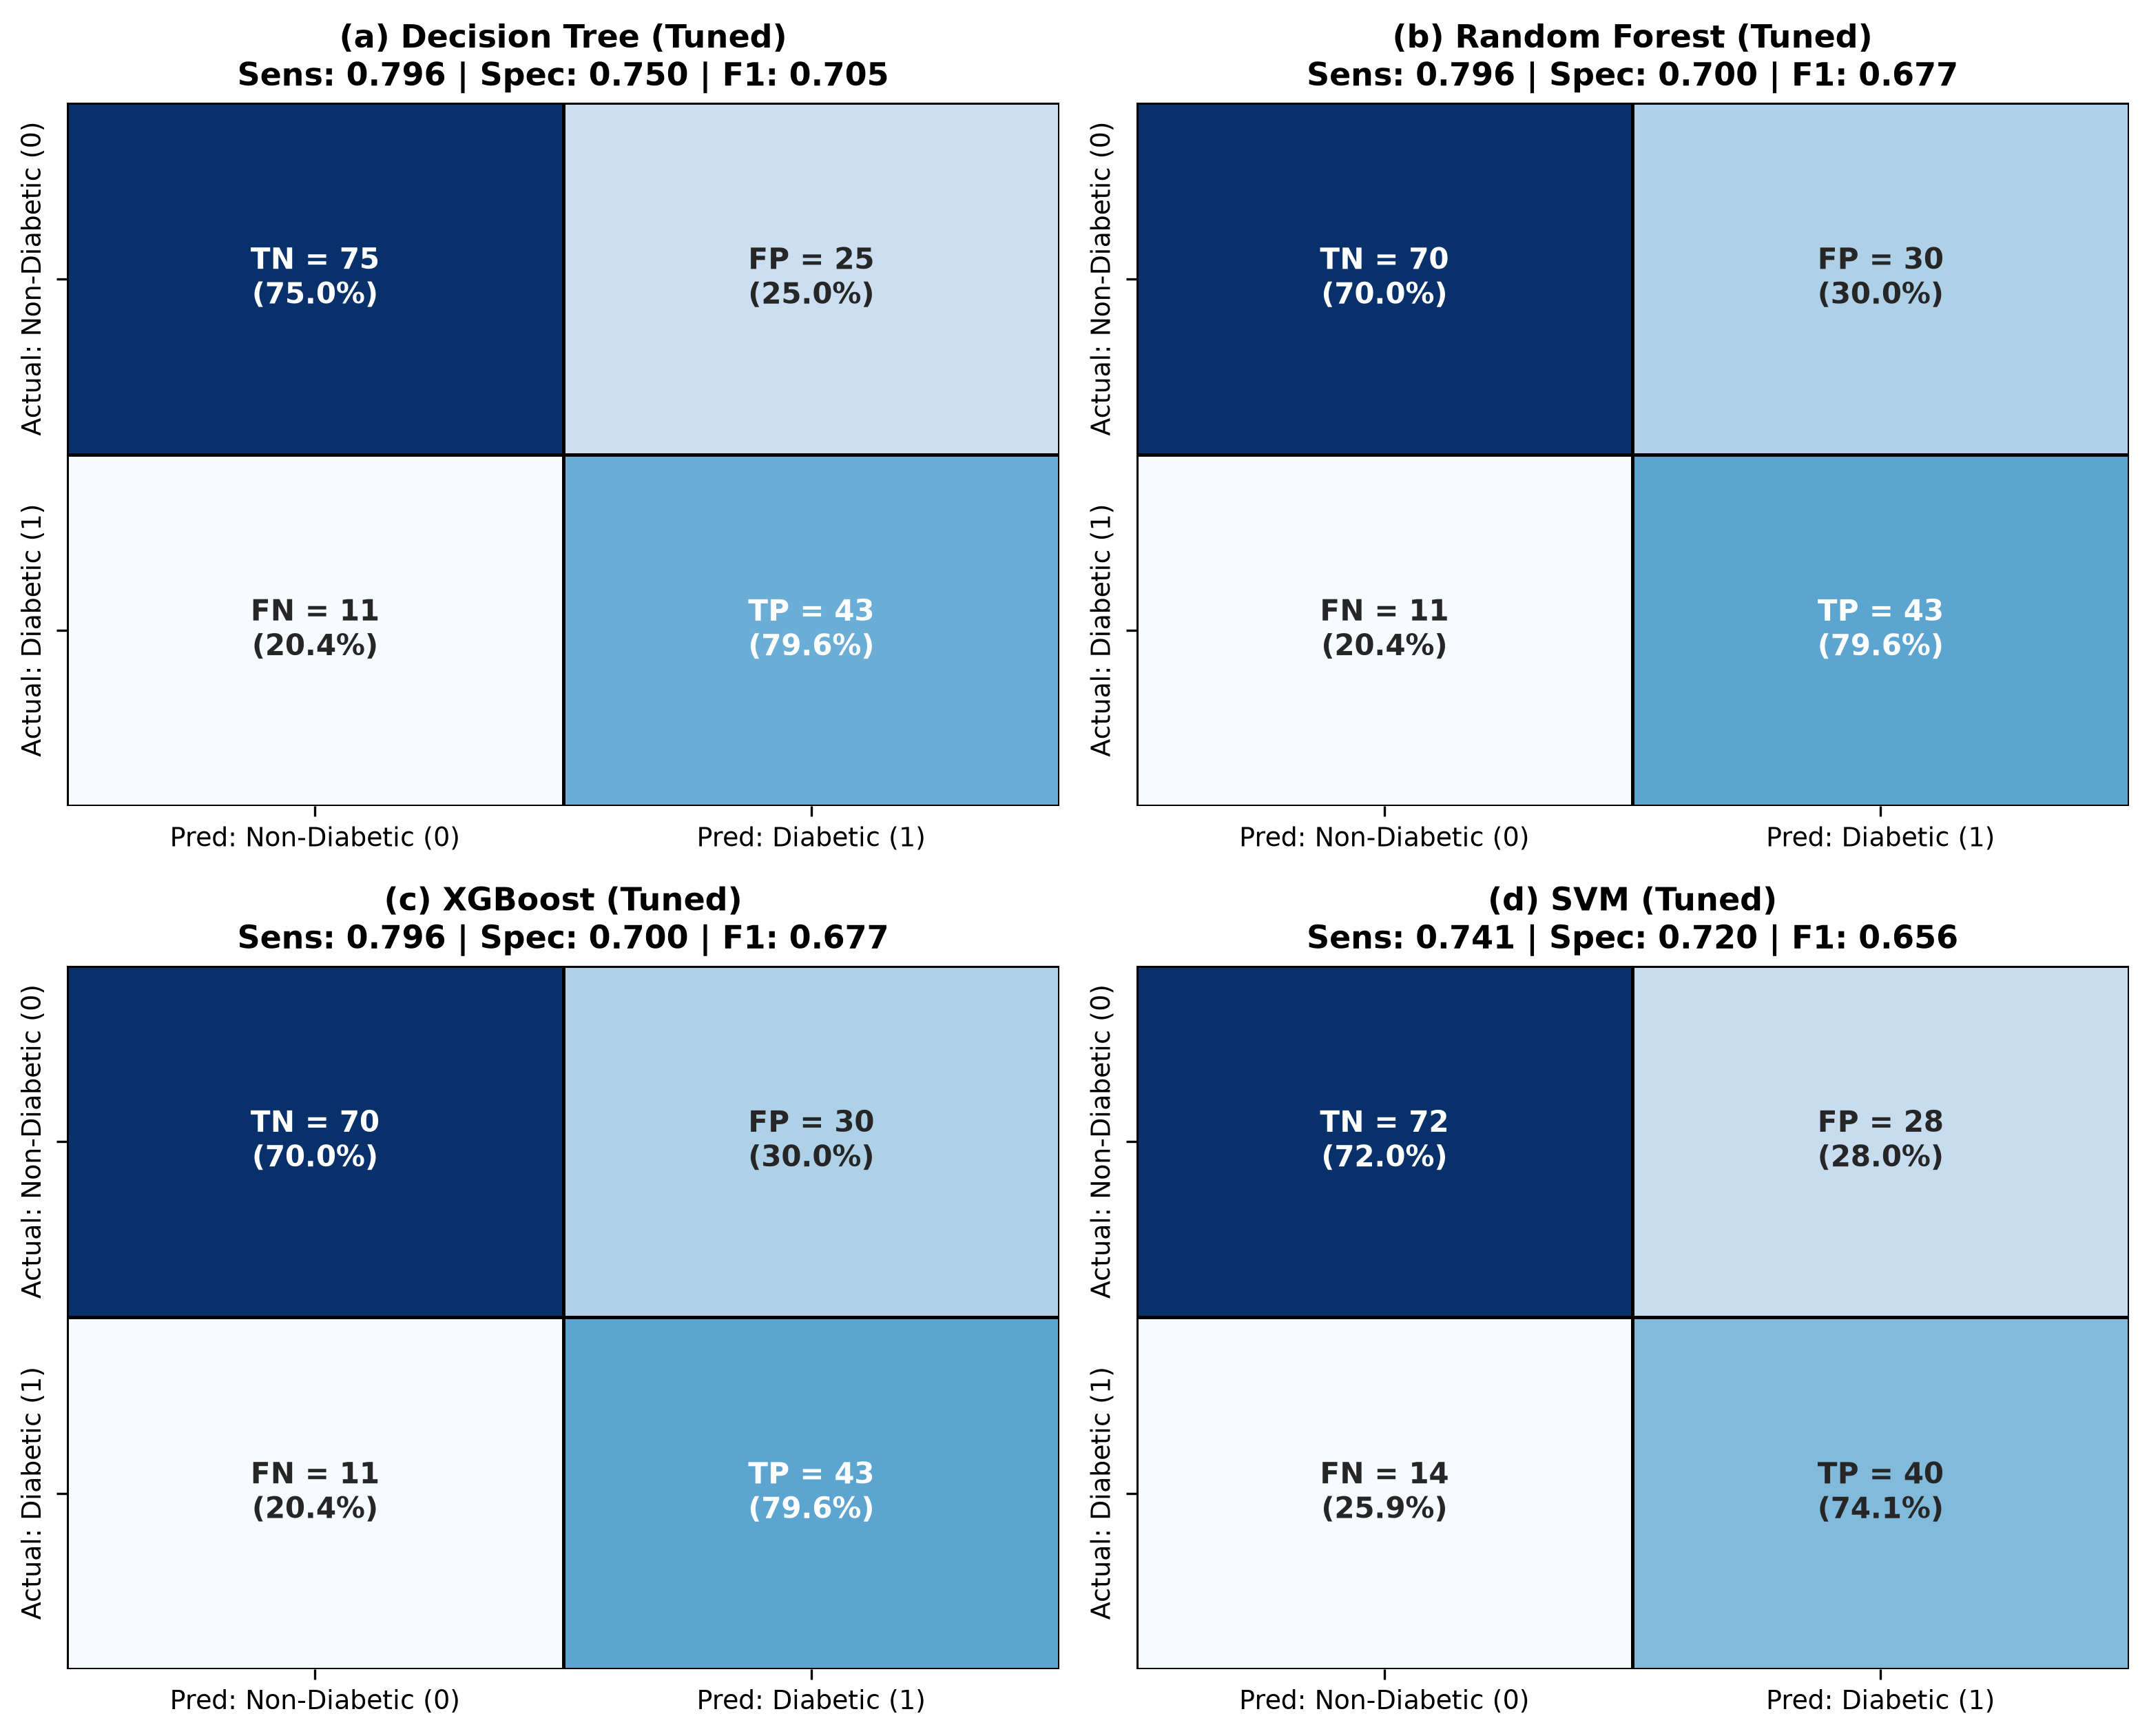 (a) Decision Tree (Tuned)
Sens: 0.796 | Spec: 0.750 | F1: 0.705
Actual: Non-Diabetic (0)
TN = 75
(75.0%)
FP = 25
(25.0%)
Actual: Diabetic (1)
FN = 11
(20.4%)
TP = 43
(79.6%)
Pred: Non-Diabetic (0)
Pred: Diabetic (1)
(b) Random Forest (Tuned)
Sens: 0.796 | Spec: 0.700 | F1: 0.677
Actual: Non-Diabetic (0)
TN = 70
(70.0%)
FP = 30
(30.0%)
Actual: Diabetic (1)
FN = 11
(20.4%)
TP = 43
(79.6%)
Pred: Non-Diabetic (0)
Pred: Diabetic (1)
(c) XGBoost (Tuned)
Sens: 0.796 | Spec: 0.700 | F1: 0.677
Actual: Non-Diabetic (0)
TN = 70
(70.0%)
FP = 30
(30.0%)
Actual: Diabetic (1)
FN = 11
(20.4%)
TP = 43
(79.6%)
Pred: Non-Diabetic (0)
Pred: Diabetic (1)
(d) SVM (Tuned)
Sens: 0.741 | Spec: 0.720 | F1: 0.656
Actual: Non-Diabetic (0)
TN = 72
(72.0%)
FP = 28
(28.0%)
Actual: Diabetic (1)
FN = 14
(25.9%)
TP = 40
(74.1%)
Pred: Non-Diabetic (0)
Pred: Diabetic (1)